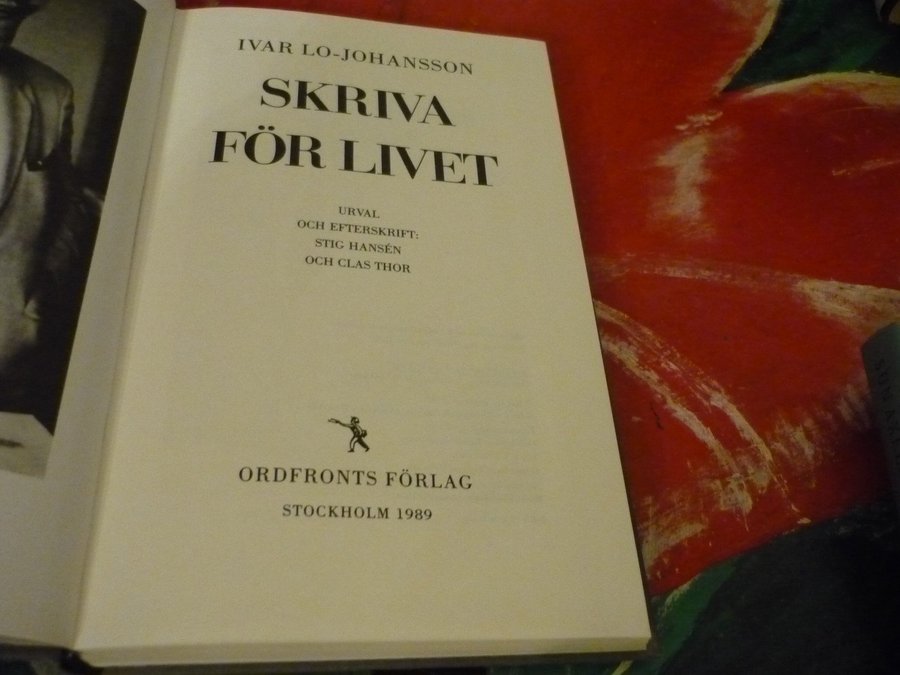 IVAR LO-JOHANSSON
SKRIVA
FÖR LIVET
URVAL
OCH EFTERSKRIFT:
STIG HANSÉN
OCH CLAS THOR
ORDFRONTS FÖRLAG
STOCKHOLM 1989